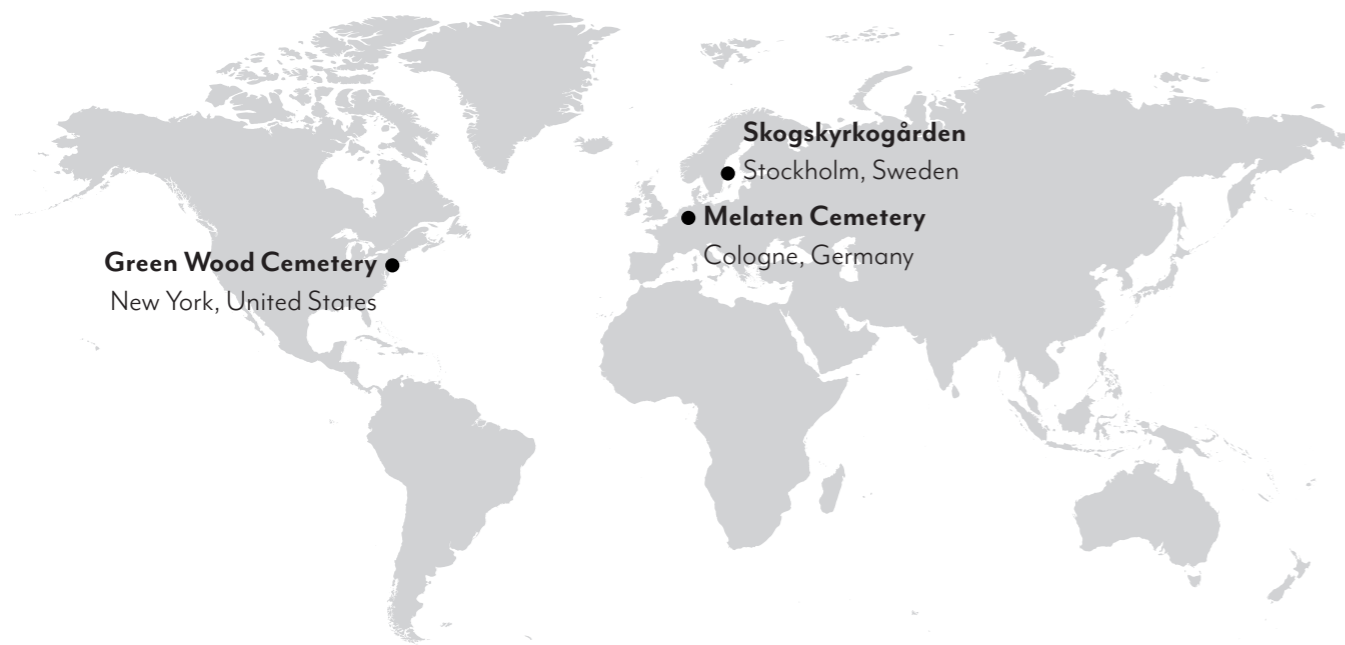 Skogskyrkogården
Stockholm, Sweden
Melaten Cemetery
Cologne, Germany
Green Wood Cemetery
New York, United States